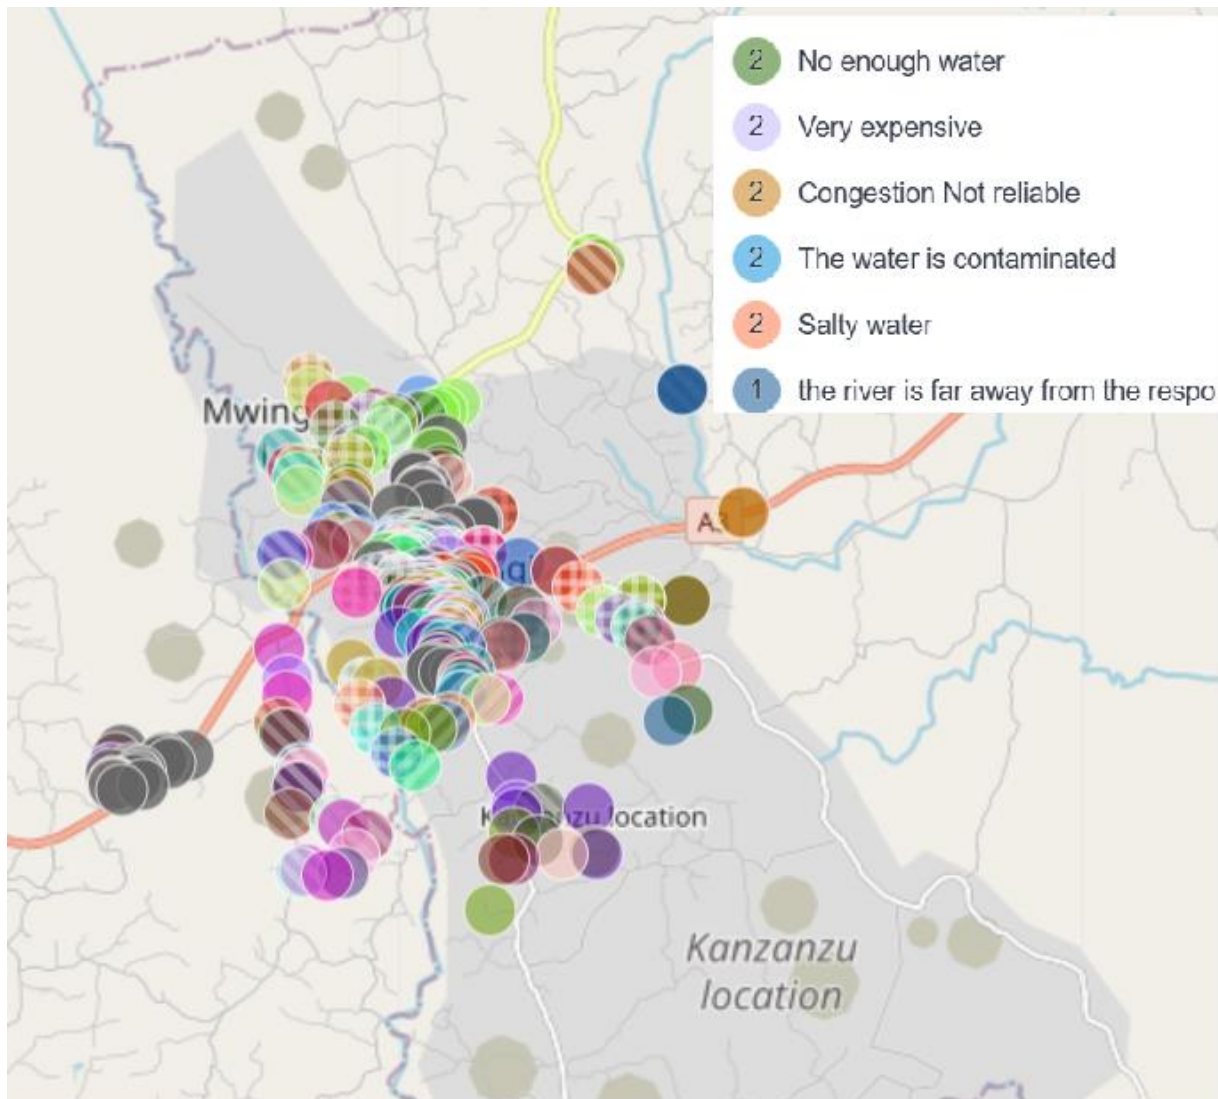 2 No enough water
2 Very expensive
2 Congestion Not reliable
2 The water is contaminated
2 Salty water
1 the river is far away from the respo
Mwing
location
Kanzanzu
location